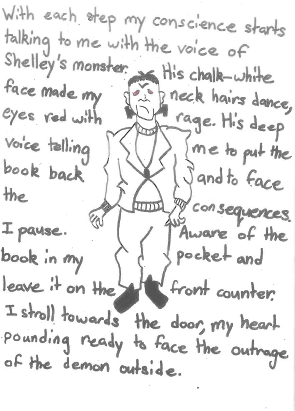 With each step my conscience starts
talking to me with the voice of
Shelley's monster. His chalk-white
face made my neck hairs dance,
eyes red with rage. His deep
voice telling me to put the
book back and to face
the consequences.
I pause. Aware of the
book in my pocket and
leave it on the front counter.
I stroll towards the door, my heart
pounding ready to face the outrage
of the demon outside.